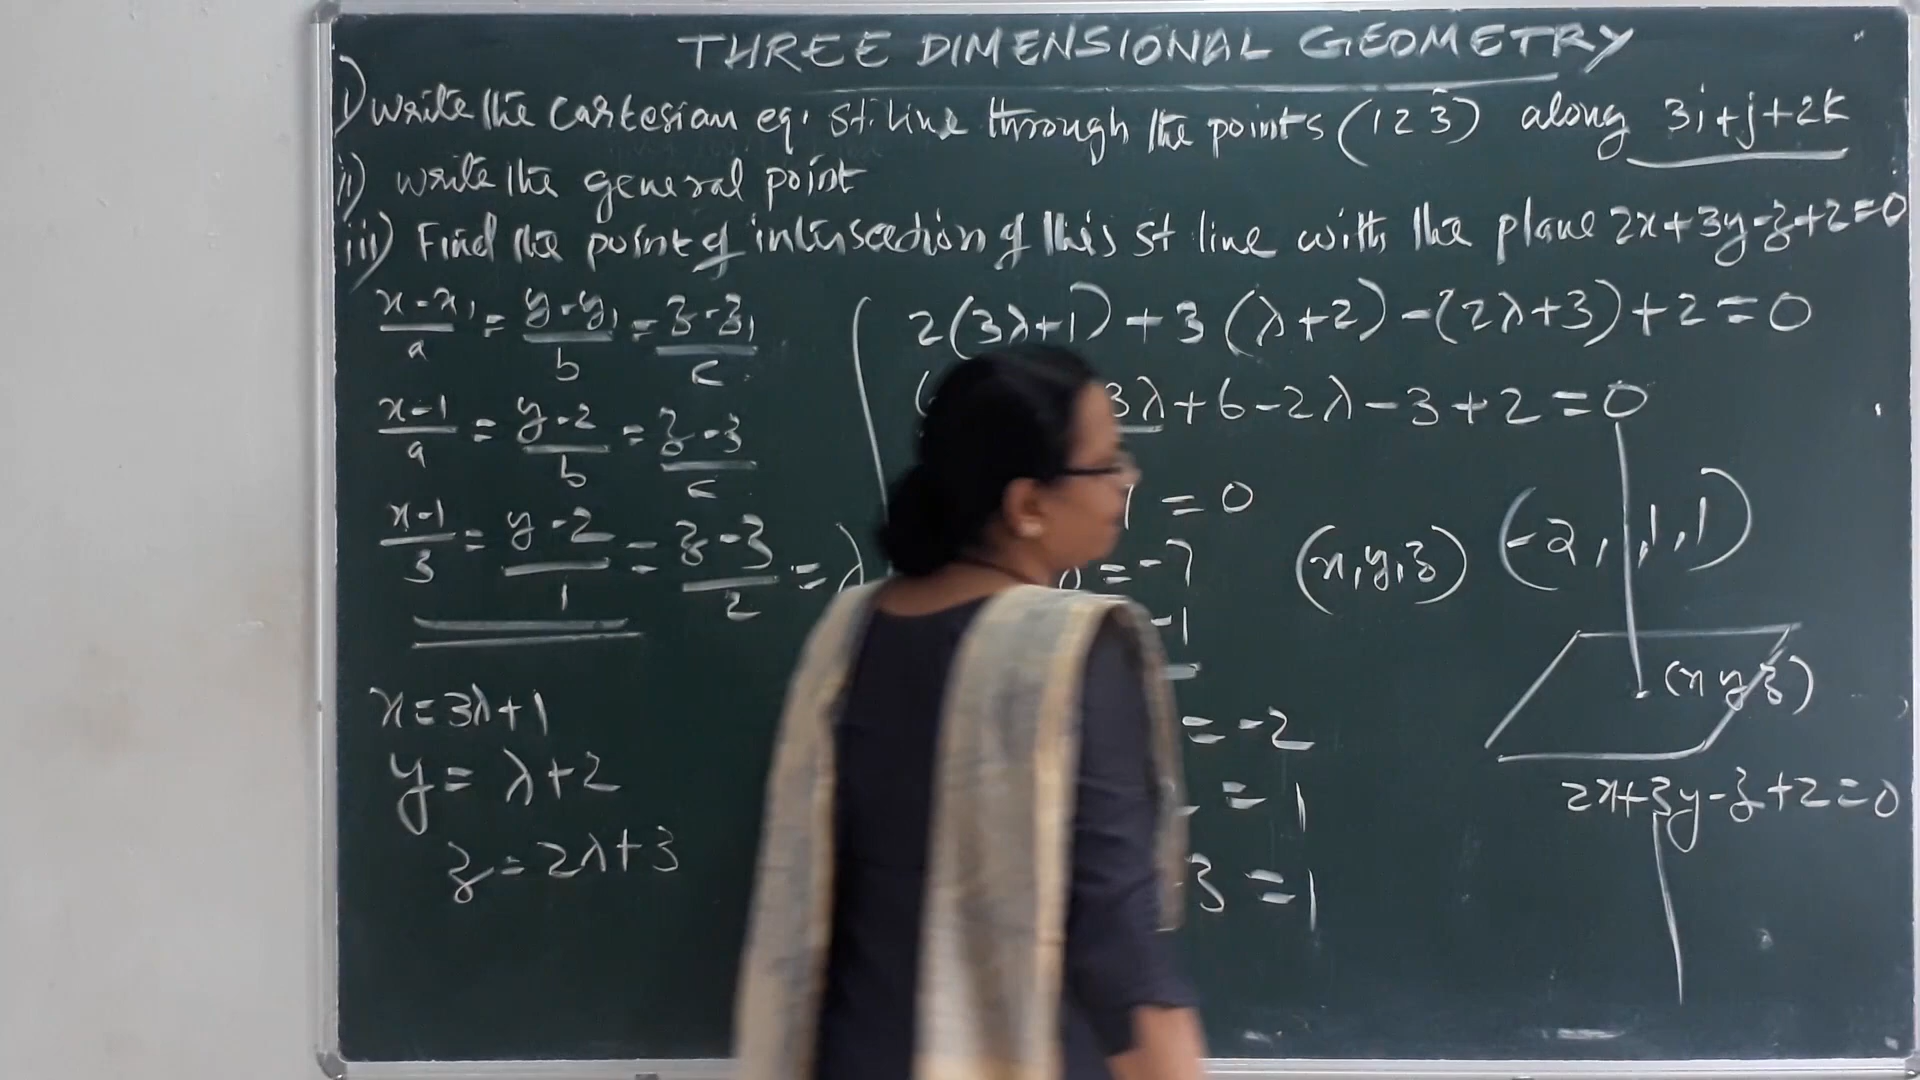 THREE DIMENSIONAL GEOMETRY
i) Write the Cartesian eq. st. line through the points (1 2 3) along 3i+j+2k
ii) Write the general point
iii) Find the point of intersection of this st line with the plane 2x+3y-z+2=0
x-x₁/a = y-y₁/b = z-z₁/c
x-1/a = y-2/b = z-3/c
x-1/3 = y-2/1 = z-3/2 = λ
x=3λ+1
y=λ+2
z=2λ+3
2(3λ+1)+3(λ+2)-(2λ+3)+2=0
3λ+6-2λ-3+2=0
=0
=-7
-1
=-2
=1
3=1
(x,y,z) (-2,1,1)
(x y z)
2x+3y-z+2=0